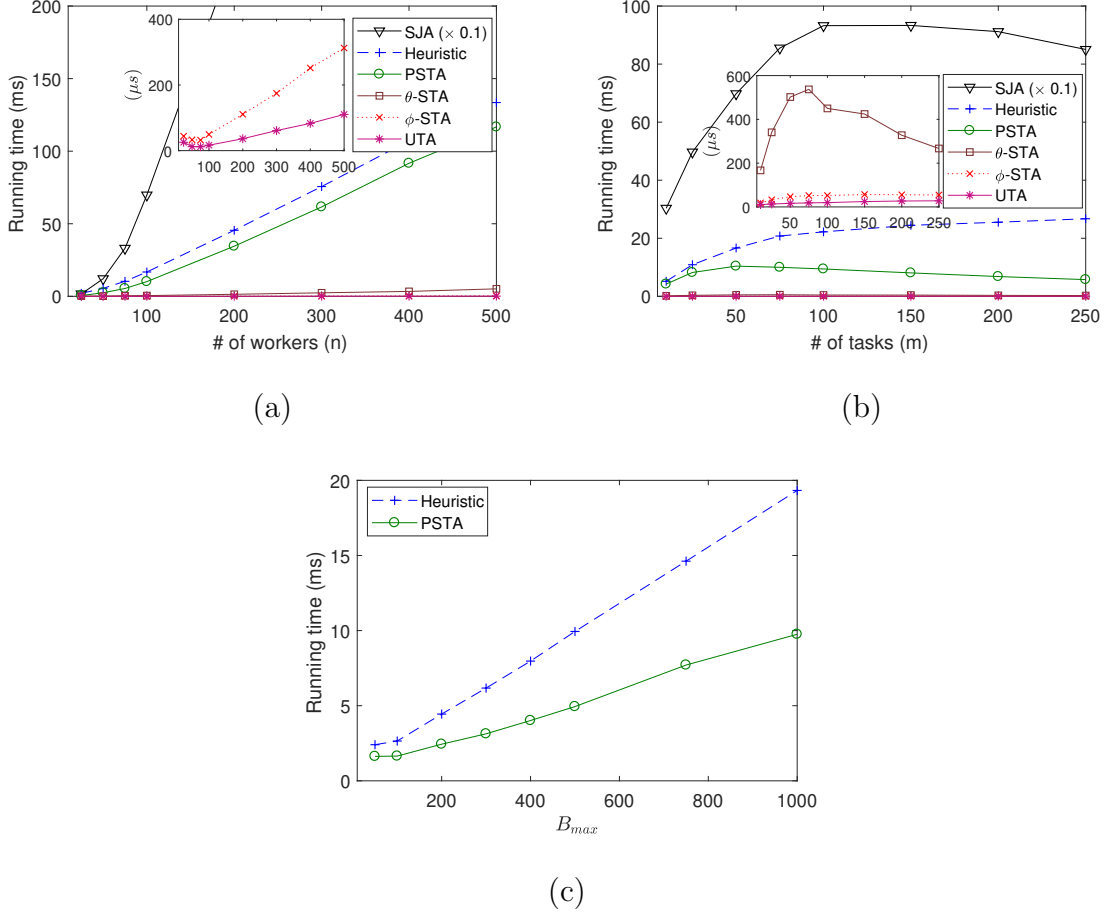 200
150
100
50
0
Running time (ms)
100
200
300
400
500
# of workers (n)
400
200
0
(μs)
100 200 300 400 500
SJA (× 0.1)
Heuristic
PSTA
θ-STA
ϕ-STA
UTA
(a)
100
80
60
40
20
0
Running time (ms)
50
100
150
200
250
# of tasks (m)
600
400
200
0
(μs)
50 100 150 200 250
SJA (× 0.1)
Heuristic
PSTA
θ-STA
ϕ-STA
UTA
(b)
20
15
10
5
0
Running time (ms)
200
400
600
800
1000
Bmax
Heuristic
PSTA
(c)